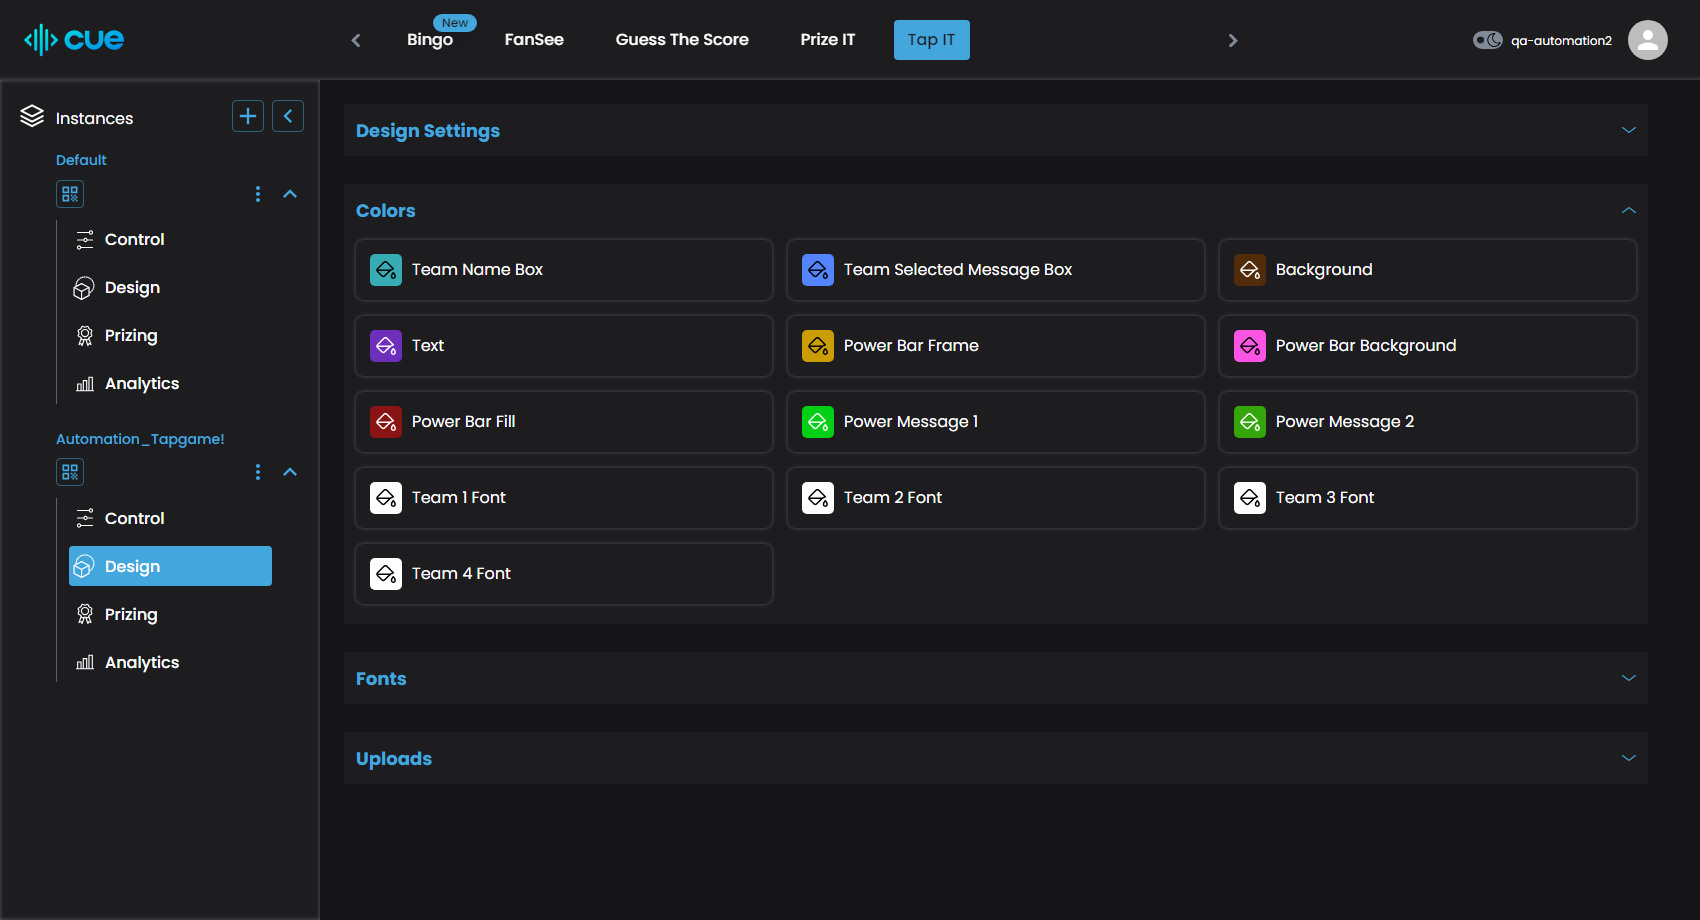 cue
Bingo
New
FanSee
Guess The Score
Prize IT
Tap IT
qa-automation2
Instances
Default
Control
Design
Prizing
Analytics
Automation_Tapgame!
Control
Design
Prizing
Analytics
Design Settings
Colors
Team Name Box
Team Selected Message Box
Background
Text
Power Bar Frame
Power Bar Background
Power Bar Fill
Power Message 1
Power Message 2
Team 1 Font
Team 2 Font
Team 3 Font
Team 4 Font
Fonts
Uploads